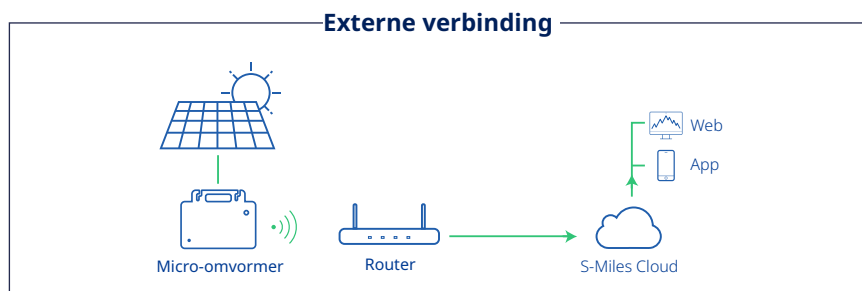 Externe verbinding
Web
App
Micro-omvormer
Router
S-Miles Cloud